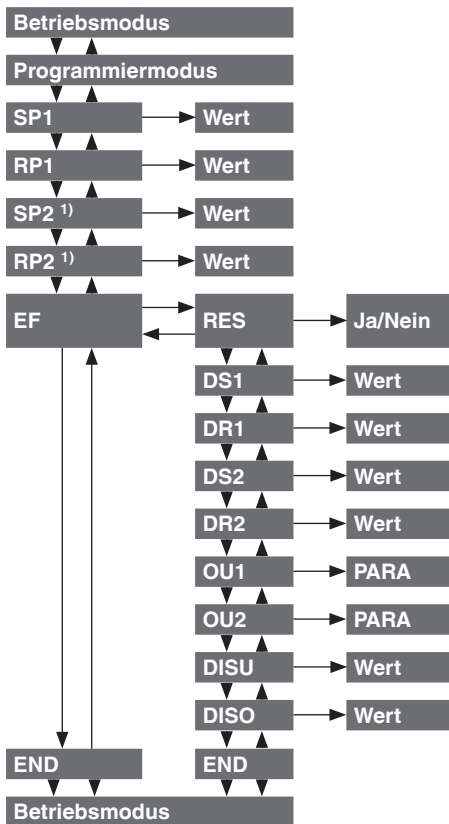 Betriebsmodus
Programmiermodus
SP1 Wert
RP1 Wert
SP2 1) Wert
RP2 1) Wert
EF RES Ja/Nein
DS1 Wert
DR1 Wert
DS2 Wert
DR2 Wert
OU1 PARA
OU2 PARA
DISU Wert
DISO Wert
END END
Betriebsmodus